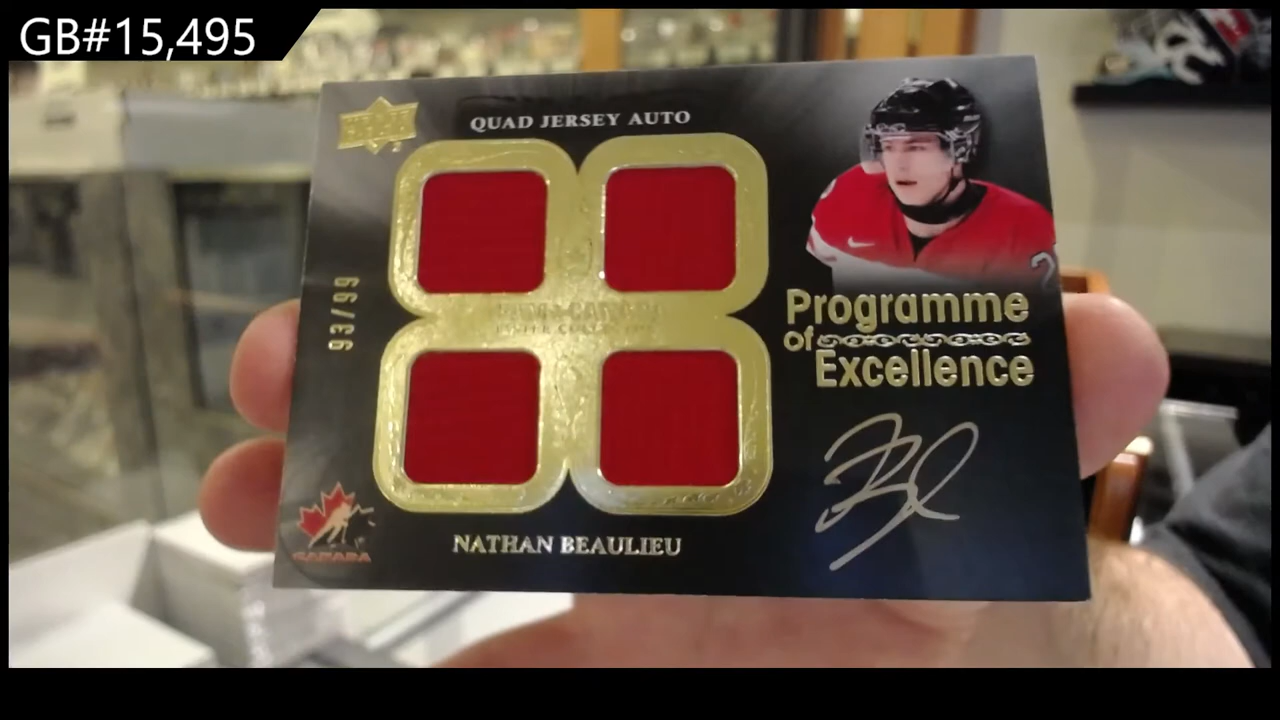 GB#15,495
QUAD JERSEY AUTO
93/99
Programme
of
Excellence
NATHAN BEAULIEU
CANADA